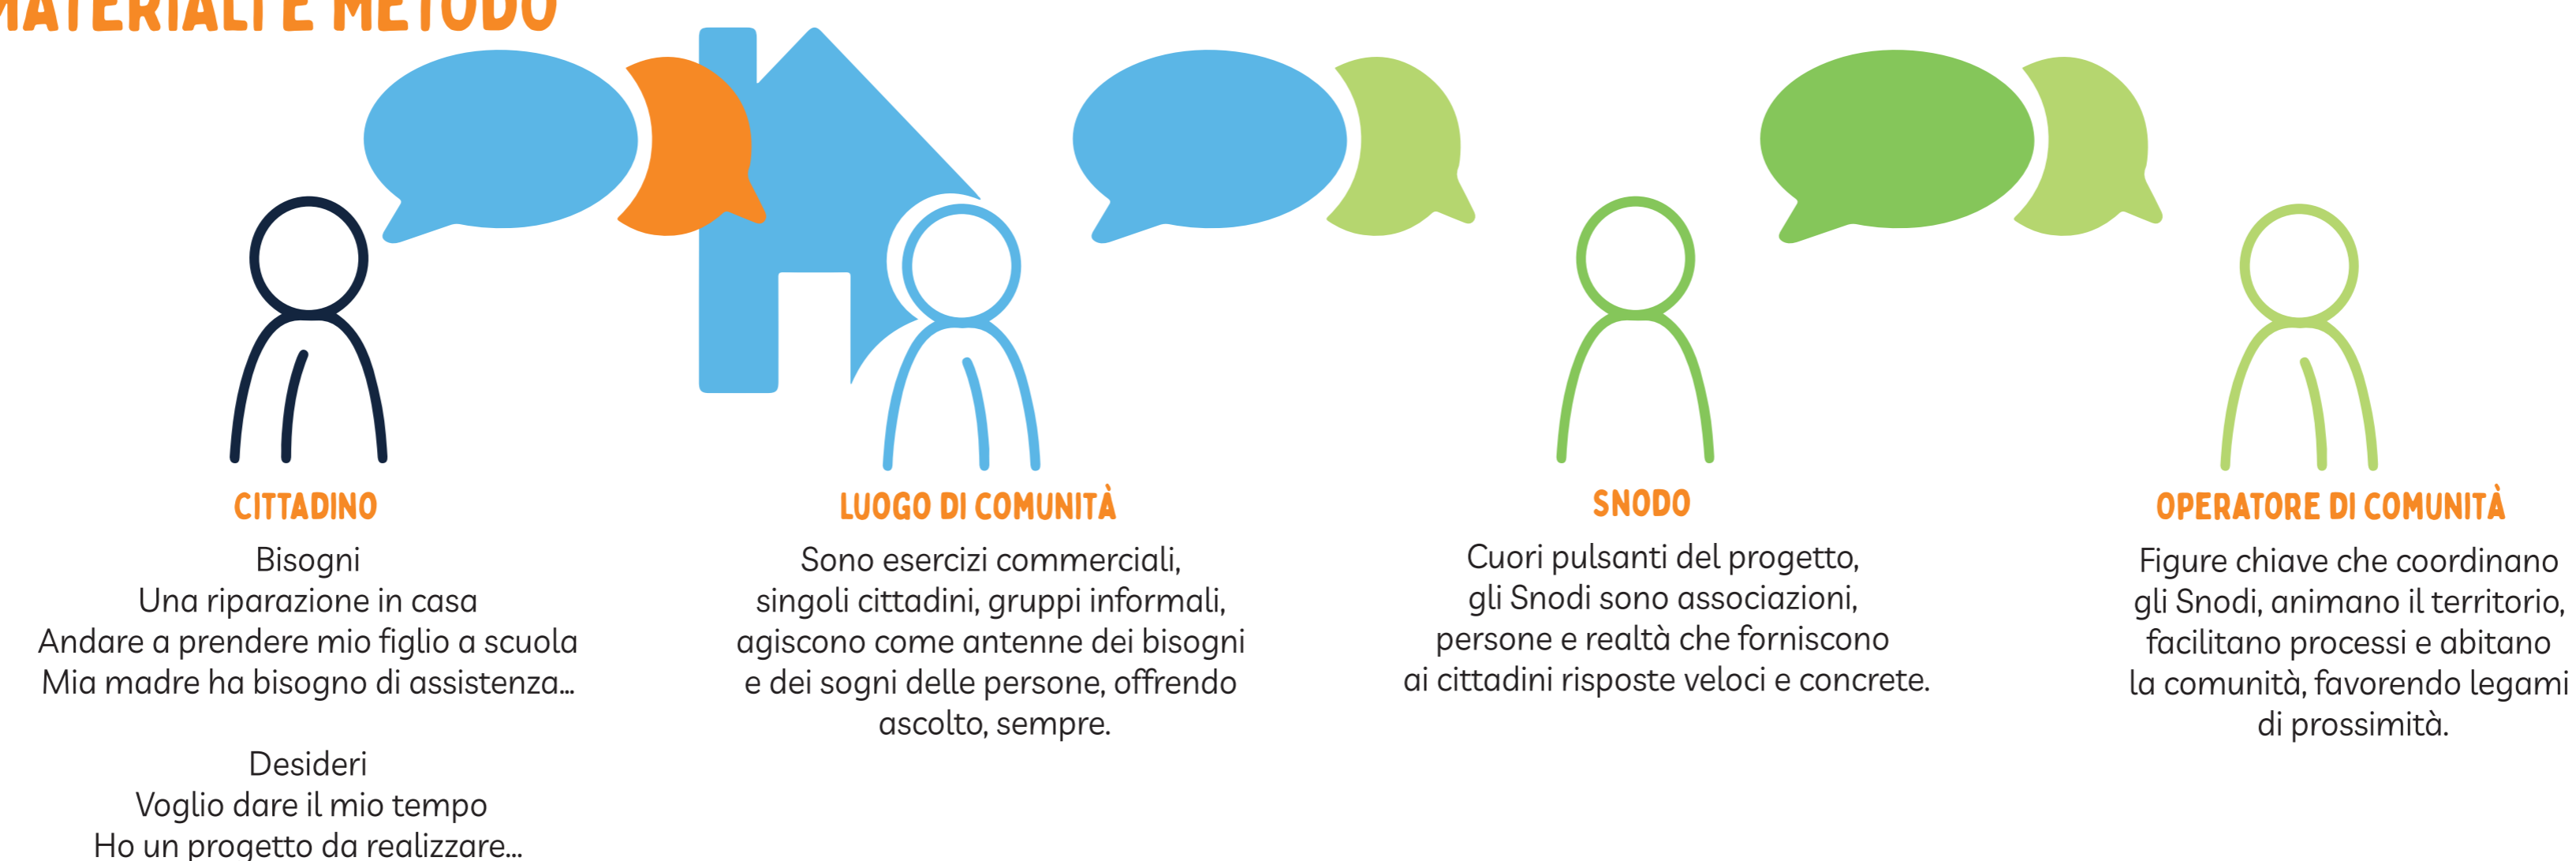 MATERIALI E METODO
CITTADINO
Bisogni
Una riparazione in casa
Andare a prendere mio figlio a scuola
Mia madre ha bisogno di assistenza...
Desideri
Voglio dare il mio tempo
Ho un progetto da realizzare...
LUOGO DI COMUNITÀ
Sono esercizi commerciali,
singoli cittadini, gruppi informali,
agiscono come antenne dei bisogni
e dei sogni delle persone, offrendo
ascolto, sempre.
SNODO
Cuori pulsanti del progetto,
gli Snodi sono associazioni,
persone e realtà che forniscono
ai cittadini risposte veloci e concrete.
OPERATORE DI COMUNITÀ
Figure chiave che coordinano
gli Snodi, animano il territorio,
facilitano processi e abitano
la comunità, favorendo legami
di prossimità.